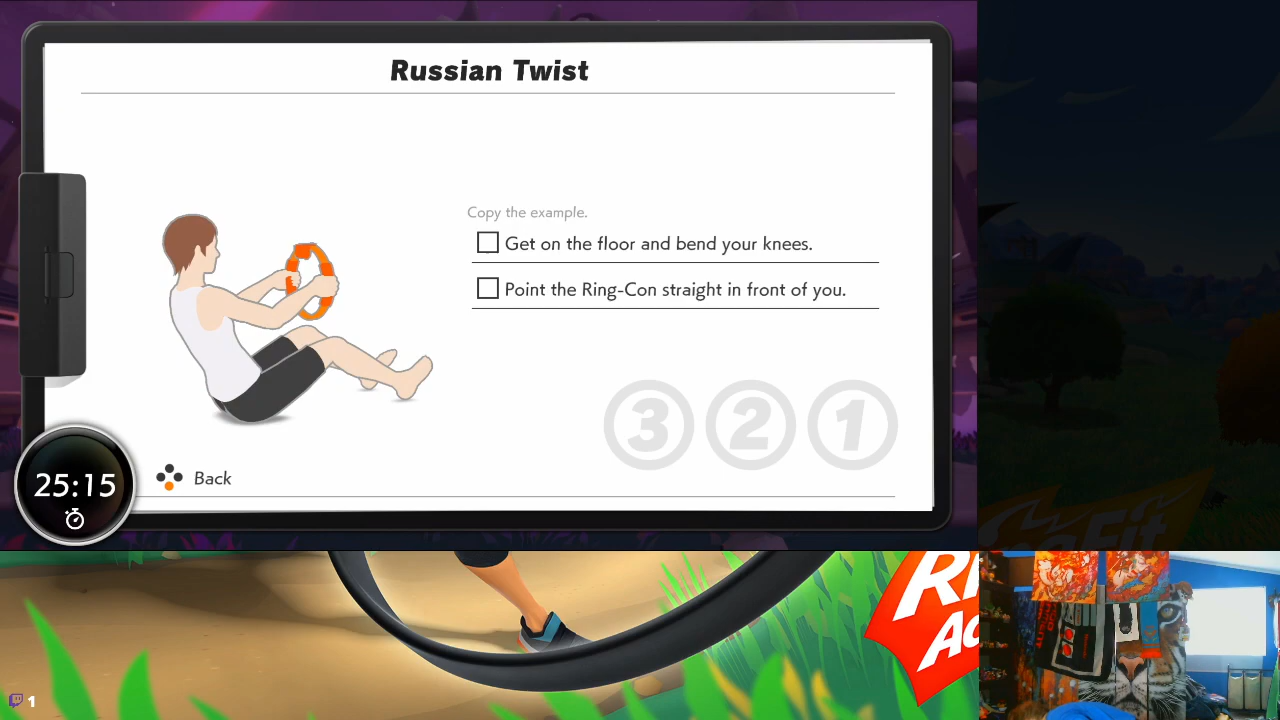 Russian Twist
Copy the example.
Get on the floor and bend your knees.
Point the Ring-Con straight in front of you.
3 2 1
25:15
Back
1